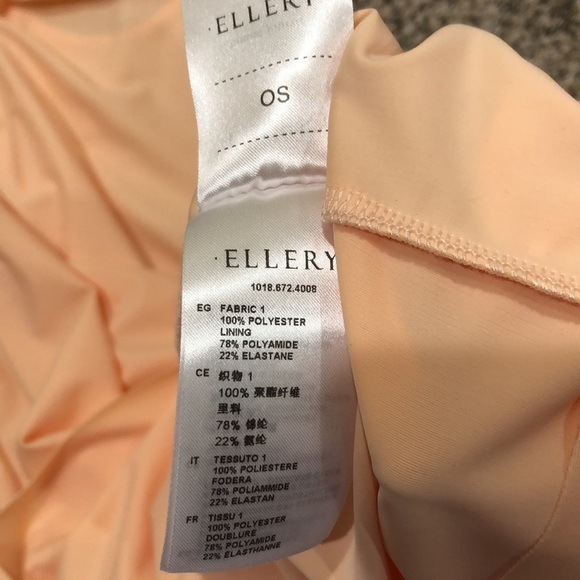 ·ELLERY
OS
·ELLERY
1018.672.4008
EG FABRIC 1
100% POLYESTER
LINING
78% POLYAMIDE
22% ELASTANE
CE 织物 1
100% 聚酯纤维
里料
78% 锦纶
22% 氨纶
IT TESSUTO 1
100% POLIESTERE
FODERA
78% POLIAMMIDE
22% ELASTAN
FR TISSU 1
100% POLYESTER
DOUBLURE
78% POLYAMIDE
22% ELASTHANNE